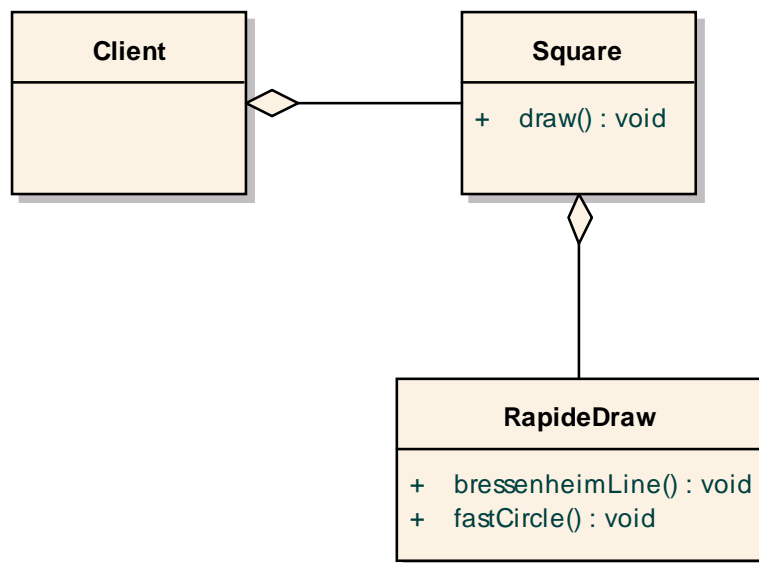 Client
Square
+ draw() : void
RapideDraw
+ bressenheimLine() : void
+ fastCircle() : void